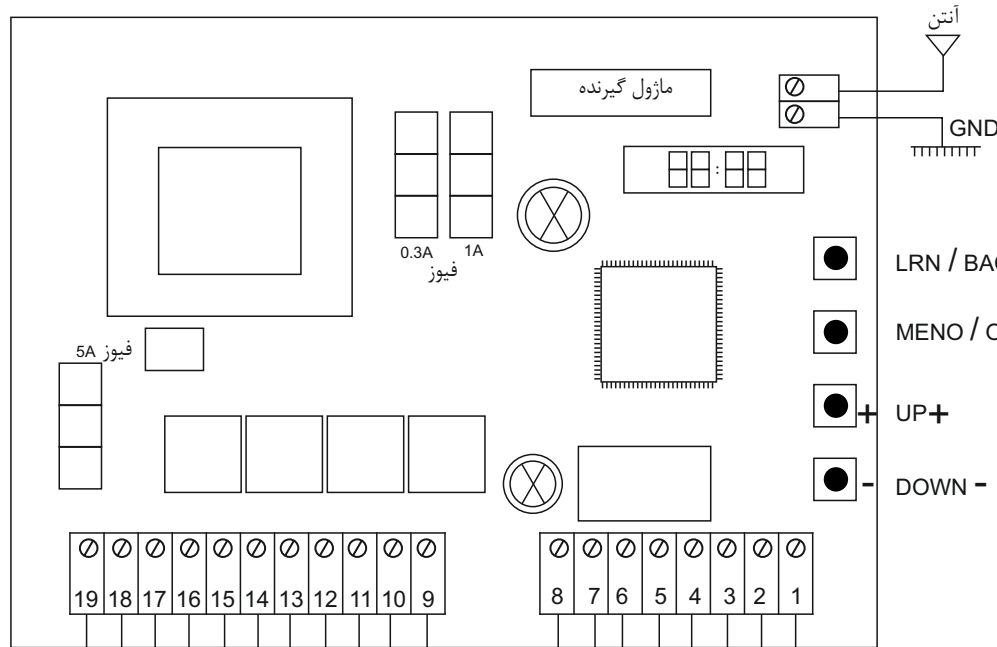 آنتن
ماژول گیرنده
GND
0.3A 1A
فیوز
LRN / BAC
MENO / O
فیوز 5A
+ UP+
- DOWN -
19 18 17 16 15 14 13 12 11 10 9 8 7 6 5 4 3 2 1